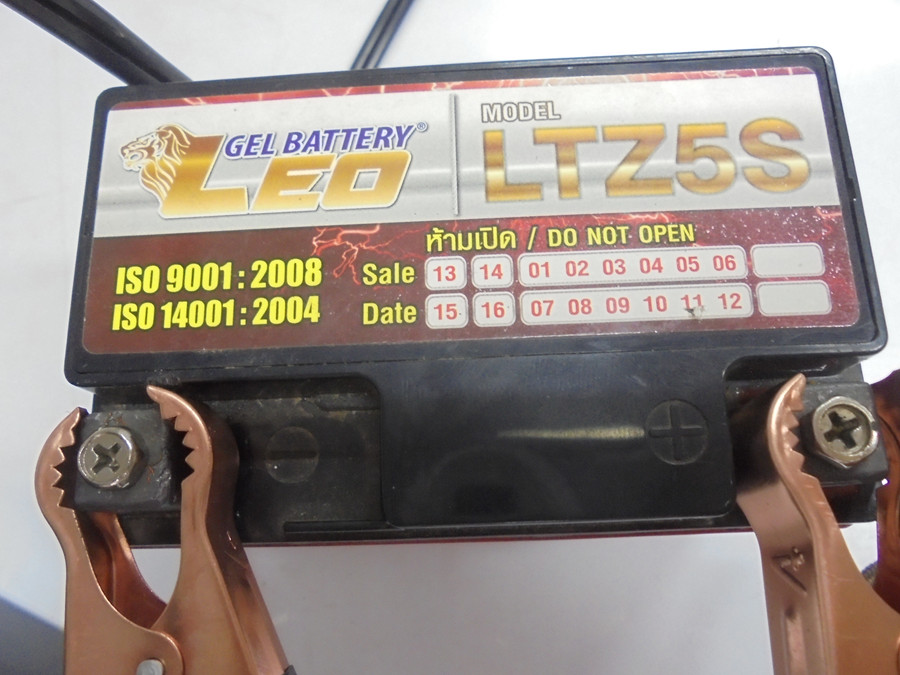 GEL BATTERY®
LEO
MODEL
LTZ5S
ห้ามเปิด / DO NOT OPEN
ISO 9001 : 2008
ISO 14001 : 2004
Sale 13 14 01 02 03 04 05 06
Date 15 16 07 08 09 10 11 12